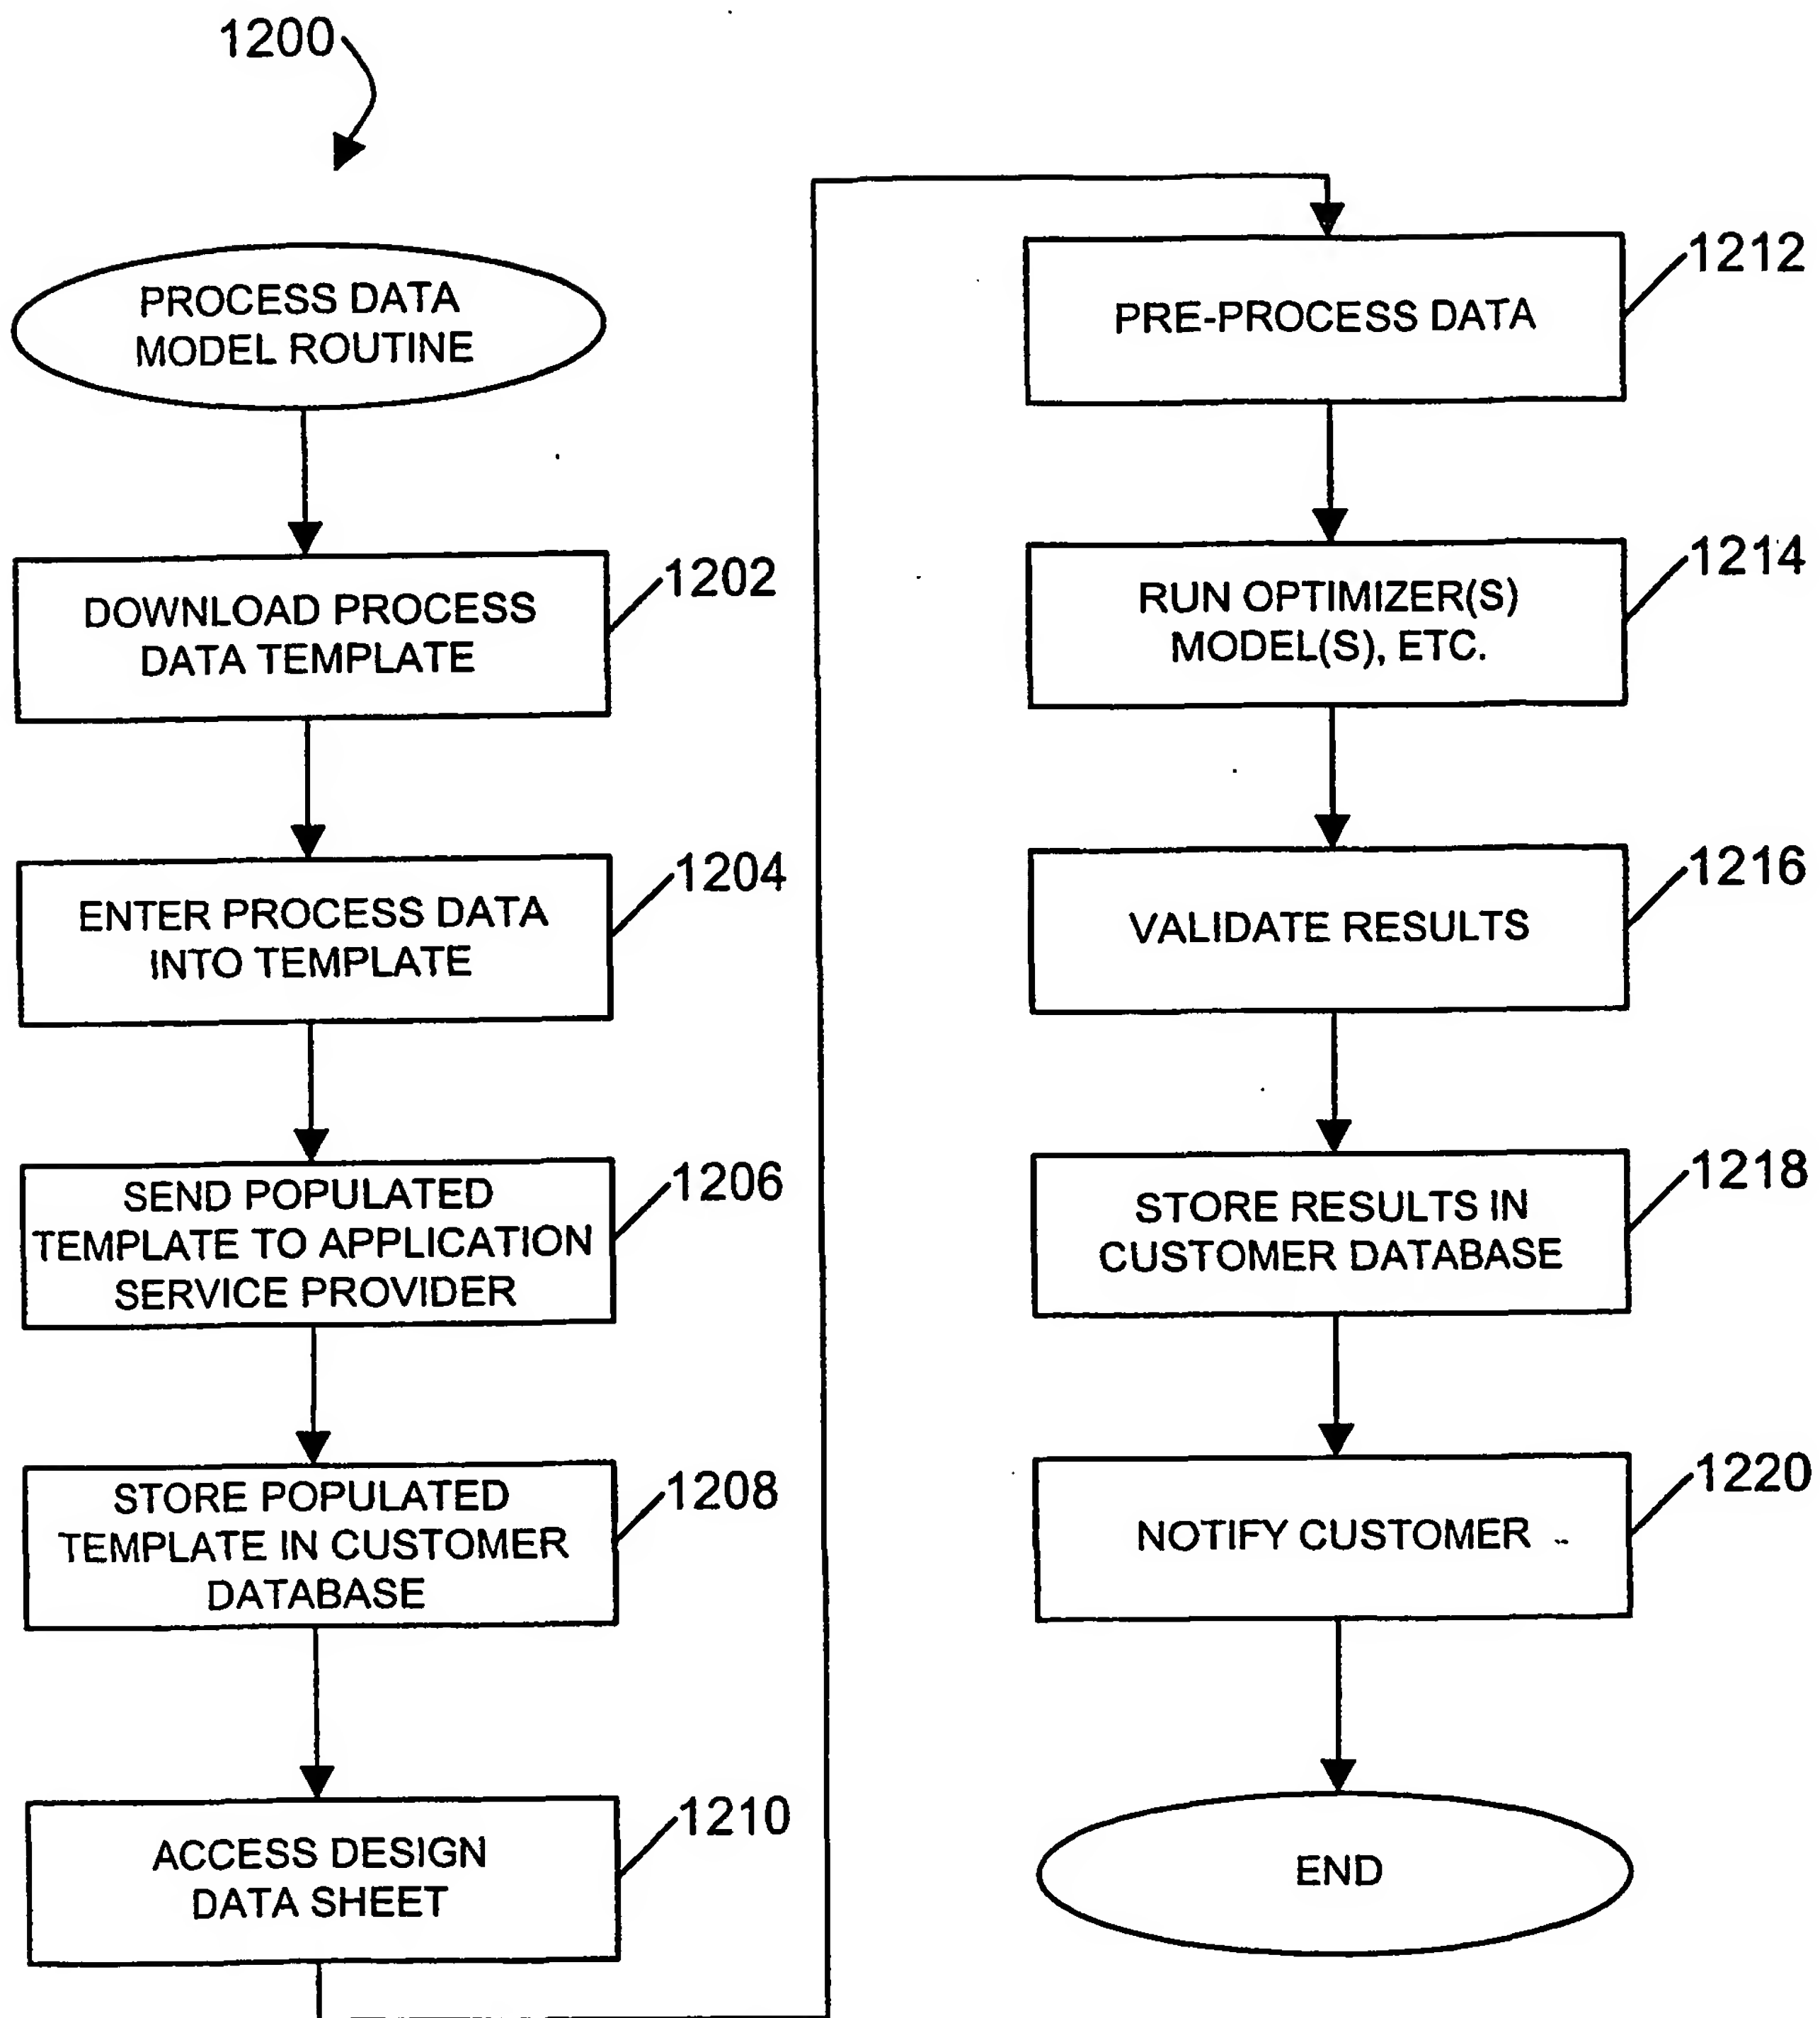 1200
PROCESS DATA
MODEL ROUTINE
1202
DOWNLOAD PROCESS
DATA TEMPLATE
1204
ENTER PROCESS DATA
INTO TEMPLATE
1206
SEND POPULATED
TEMPLATE TO APPLICATION
SERVICE PROVIDER
1208
STORE POPULATED
TEMPLATE IN CUSTOMER
DATABASE
1210
ACCESS DESIGN
DATA SHEET
1212
PRE-PROCESS DATA
1214
RUN OPTIMIZER(S)
MODEL(S), ETC.
1216
VALIDATE RESULTS
1218
STORE RESULTS IN
CUSTOMER DATABASE
1220
NOTIFY CUSTOMER
END